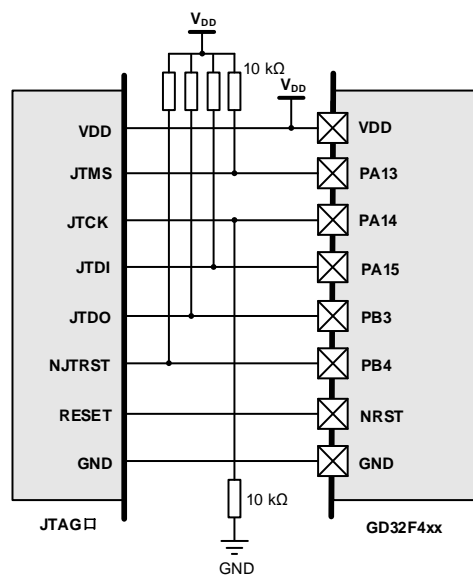 VDD
10 kΩ
VDD
VDD
VDD
JTMS
PA13
JTCK
PA14
JTDI
PA15
JTDO
PB3
NJTRST
PB4
RESET
NRST
GND
GND
10 kΩ
JTAG口
GD32F4xx
GND